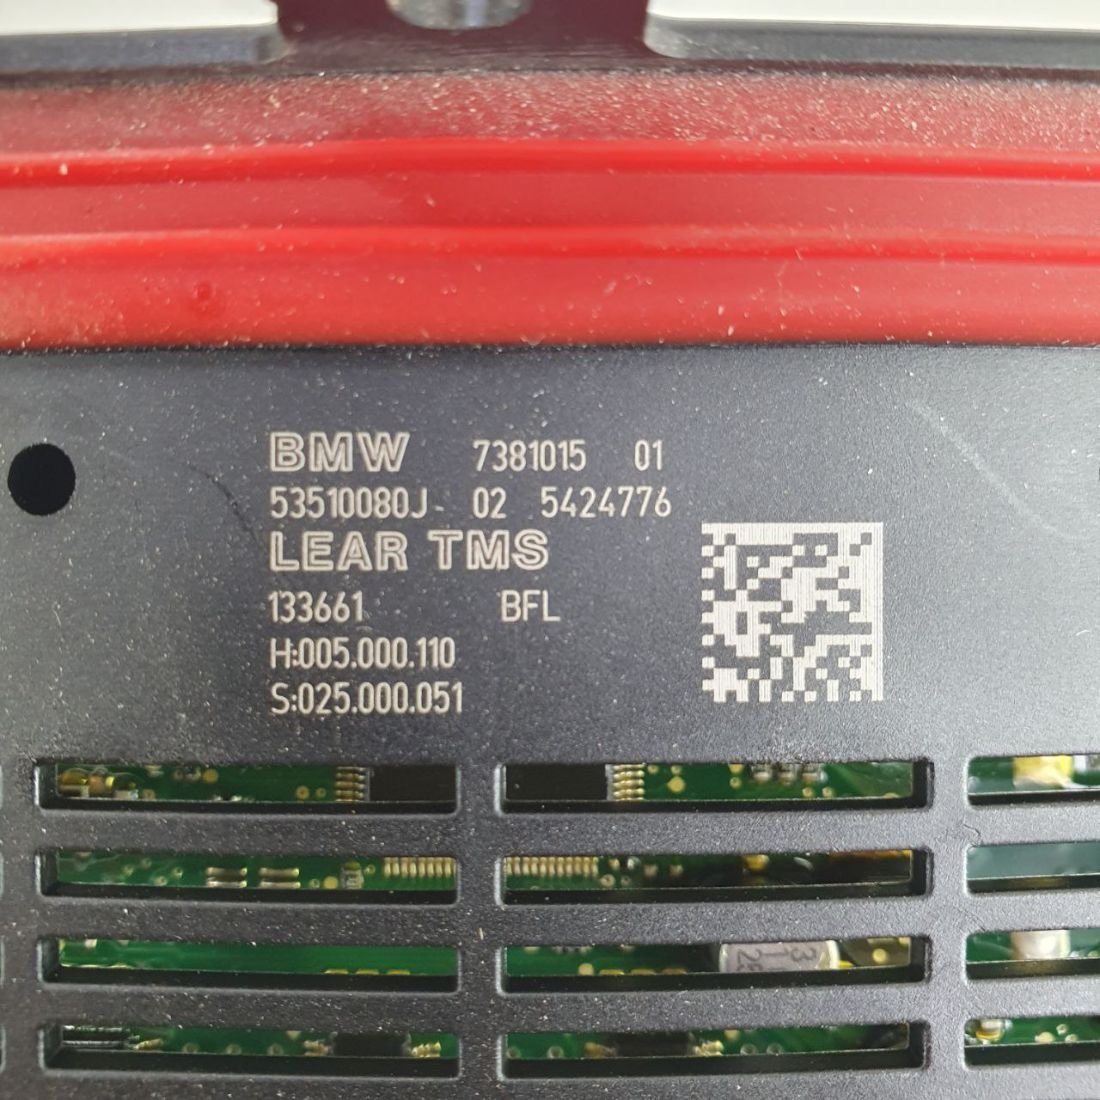 BMW 7381015 01
53510080J- 02 5424776
LEAR TMS
133661 BFL
H:005.000.110
S:025.000.051